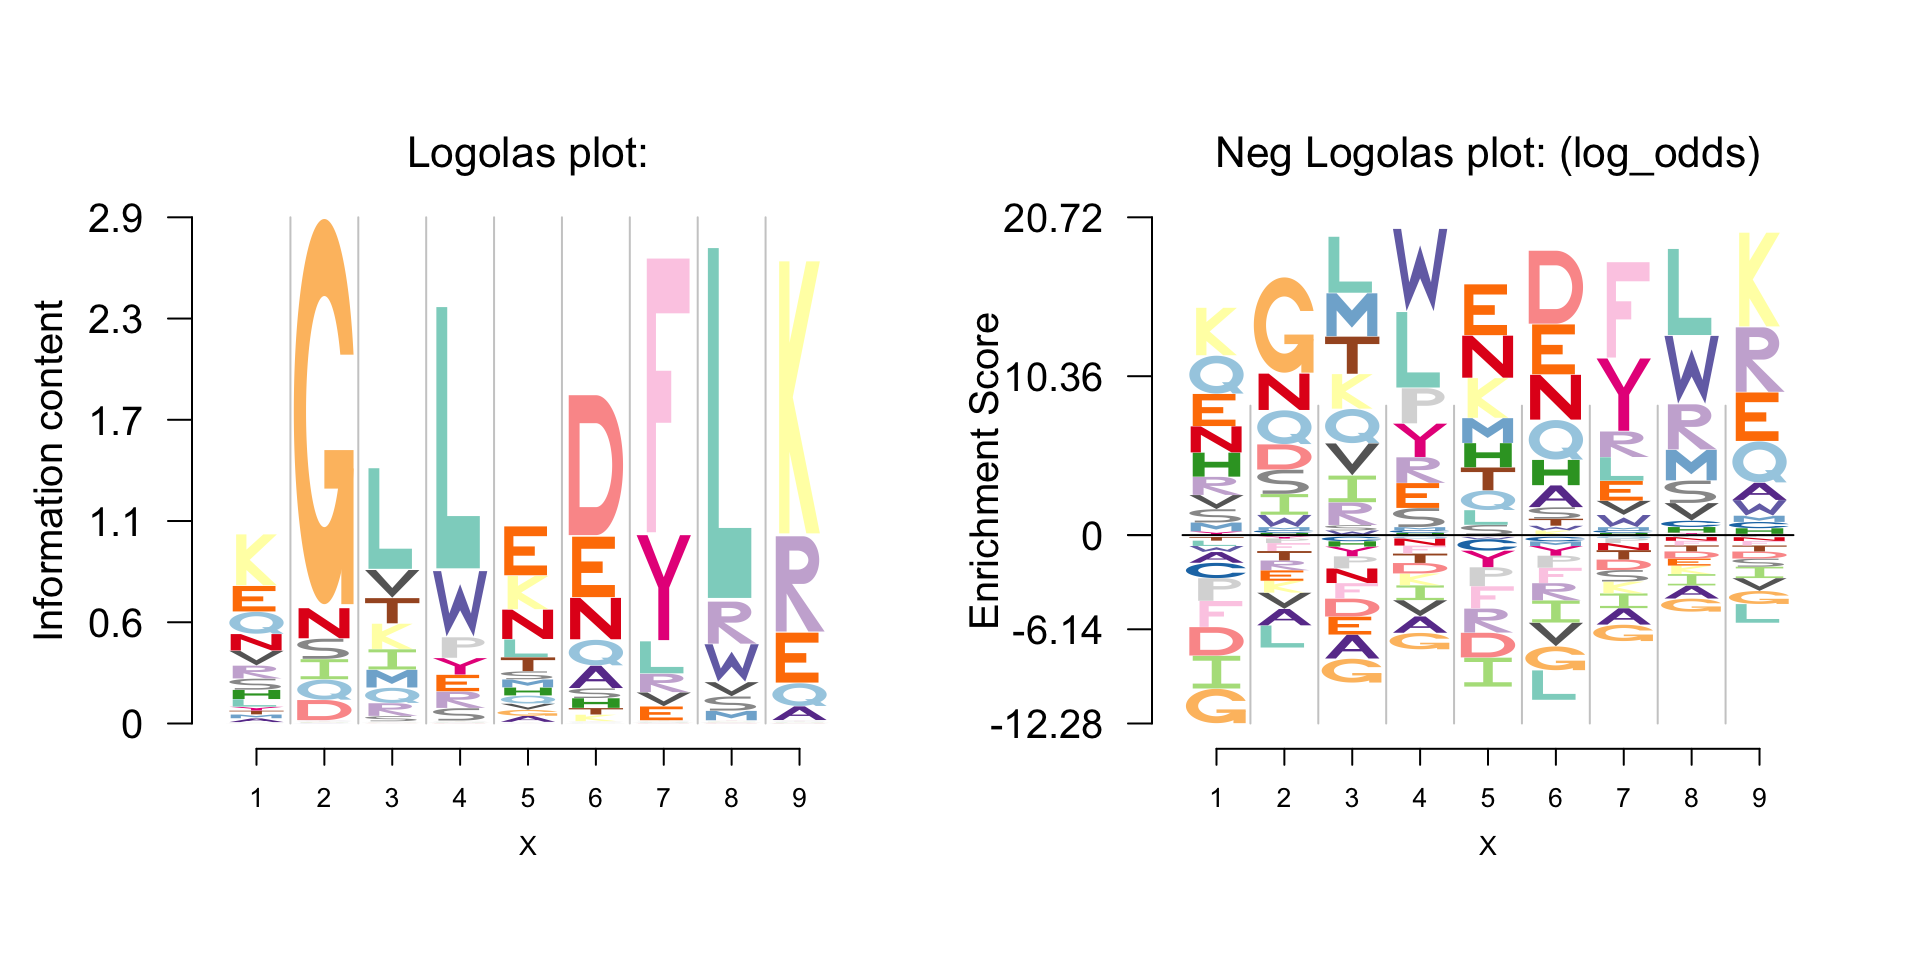 Logolas plot:
Information content
2.9
2.3
1.7
1.1
0.6
0
K E Q N V R S H
G N S I Q D
L V T K I M Q R S
L W P Y E R S
E K N L T S M H Q V G A
D E N Q A S H T K
F Y L R V E
L R W V S M
K R E Q A
1 2 3 4 5 6 7 8 9
X
Neg Logolas plot: (log_odds)
Enrichment Score
20.72
10.36
0
-6.14
-12.28
K Q E N H R V S M
A C P F D I G
G N Q D S I W
T R E K V A L
L M T K Q V I R S
Y P N F D E A G
W L P Y R E S
N F T D K I V A G
E N K M H T Q L
C Y P F R D I
D E N Q H A S T
Y P F R I V G L
F Y R L E V W
N T D S K I A G
L W R M S V C
T D E K I A G
K R E Q A W M
N T D S I V G L
1 2 3 4 5 6 7 8 9
X